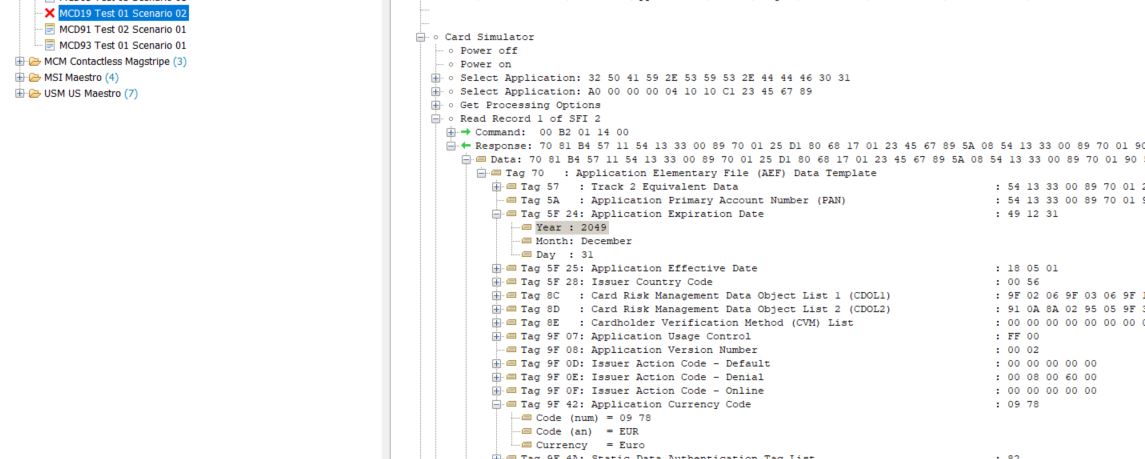 MCD19 Test 01 Scenario 02
MCD91 Test 02 Scenario 01
MCD93 Test 01 Scenario 01
MCM Contactless Magstripe (3)
MSI Maestro (4)
USM US Maestro (7)
Card Simulator
Power off
Power on
Select Application: 32 50 41 59 2E 53 59 53 2E 44 44 46 30 31
Select Application: A0 00 00 00 04 10 10 C1 23 45 67 89
Get Processing Options
Read Record 1 of SFI 2
Command: 00 B2 01 14 00
Response: 70 81 B4 57 11 54 13 33 00 89 70 01 25 D1 80 68 17 01 23 45 67 89 5A 08 54 13 33 00 89 70 01 90
Data: 70 81 B4 57 11 54 13 33 00 89 70 01 25 D1 80 68 17 01 23 45 67 89 5A 08 54 13 33 00 89 70 01 90
Tag 70 : Application Elementary File (AEF) Data Template
Tag 57 : Track 2 Equivalent Data : 54 13 33 00 89 70 01
Tag 5A : Application Primary Account Number (PAN) : 54 13 33 00 89 70 01
Tag 5F 24: Application Expiration Date : 49 12 31
Year : 2049
Month: December
Day : 31
Tag 5F 25: Application Effective Date : 18 05 01
Tag 5F 28: Issuer Country Code : 00 56
Tag 8C : Card Risk Management Data Object List 1 (CDOL1) : 9F 02 06 9F 03 06 9F
Tag 8D : Card Risk Management Data Object List 2 (CDOL2) : 91 0A 8A 02 95 05 9F
Tag 8E : Cardholder Verification Method (CVM) List : 00 00 00 00 00 00 00
Tag 9F 07: Application Usage Control : FF 00
Tag 9F 08: Application Version Number : 00 02
Tag 9F 0D: Issuer Action Code - Default : 00 00 00 00 00
Tag 9F 0E: Issuer Action Code - Denial : 00 08 00 60 00
Tag 9F 0F: Issuer Action Code - Online : 00 00 00 00 00
Tag 9F 42: Application Currency Code : 09 78
Code (num) = 09 78
Code (an) = EUR
Currency = Euro
Tag 9F 4A: Static Data Authentication Tag List : 82